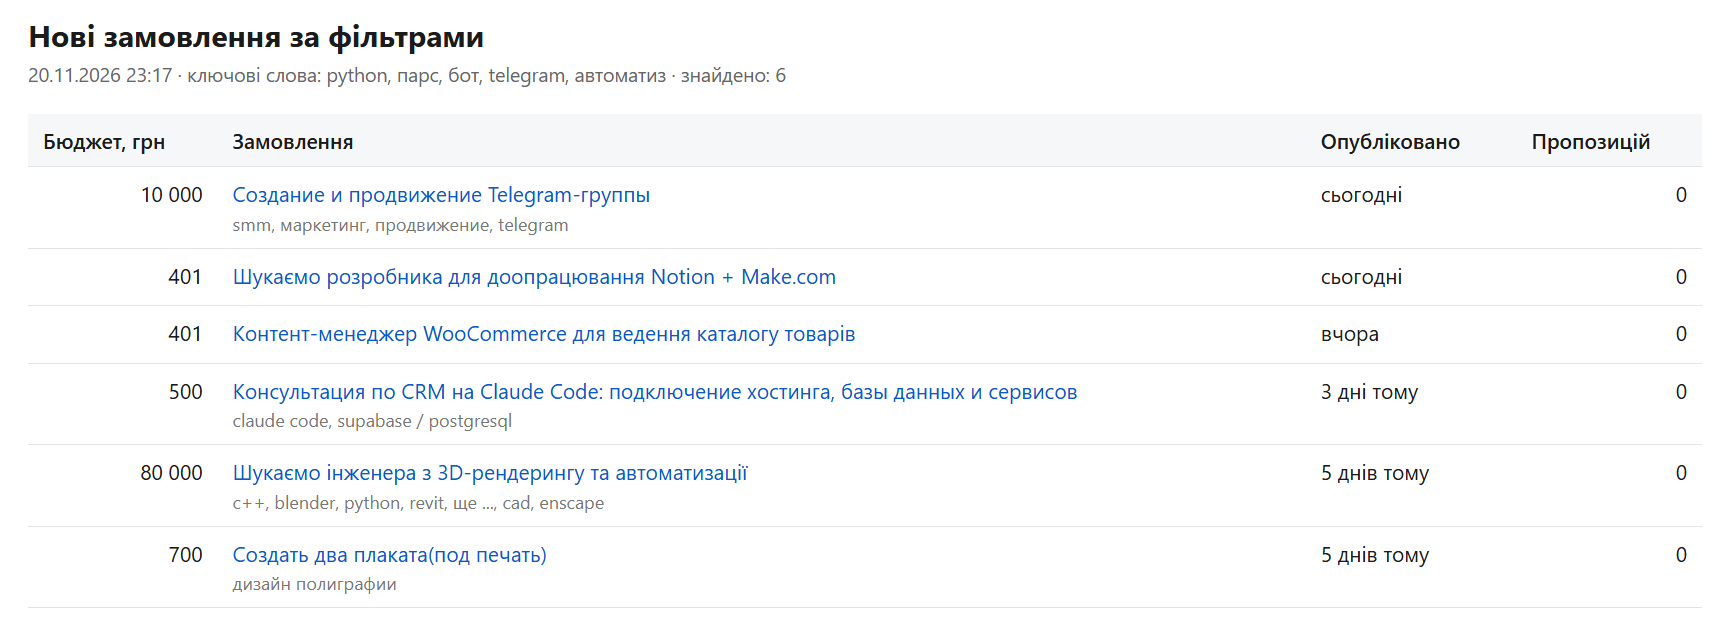 Нові замовлення за фільтрами
20.11.2026 23:17 · ключові слова: python, парс, бот, telegram, автоматиз · знайдено: 6
Бюджет, грн Замовлення Опубліковано Пропозицій
10 000 Создание и продвижение Telegram-группы сьогодні 0
smm, маркетинг, продвижение, telegram
401 Шукаємо розробника для доопрацювання Notion + Make.com сьогодні 0
401 Контент-менеджер WooCommerce для ведення каталогу товарів вчора 0
500 Консультация по CRM на Claude Code: подключение хостинга, базы данных и сервисов 3 дні тому 0
claude code, supabase / postgresql
80 000 Шукаємо інженера з 3D-рендерингу та автоматизації 5 днів тому 0
c++, blender, python, revit, ще ..., cad, enscape
700 Создать два плаката(под печать) 5 днів тому 0
дизайн полиграфии